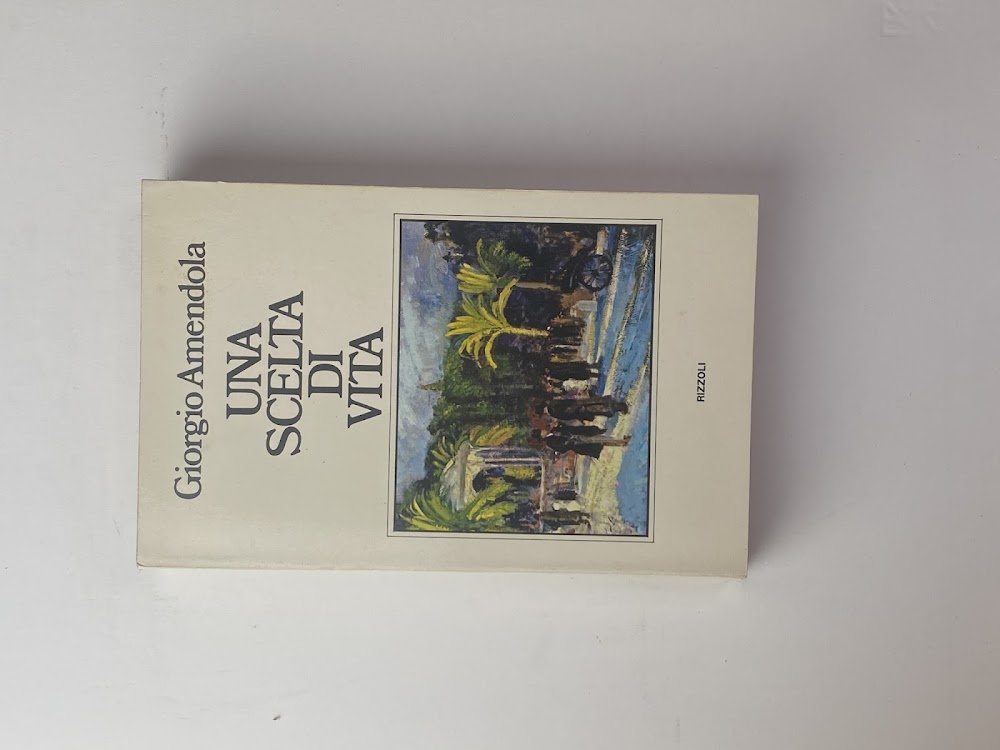 Giorgio Amendola
UNA
SCELTA
DI
VITA
RIZZOLI